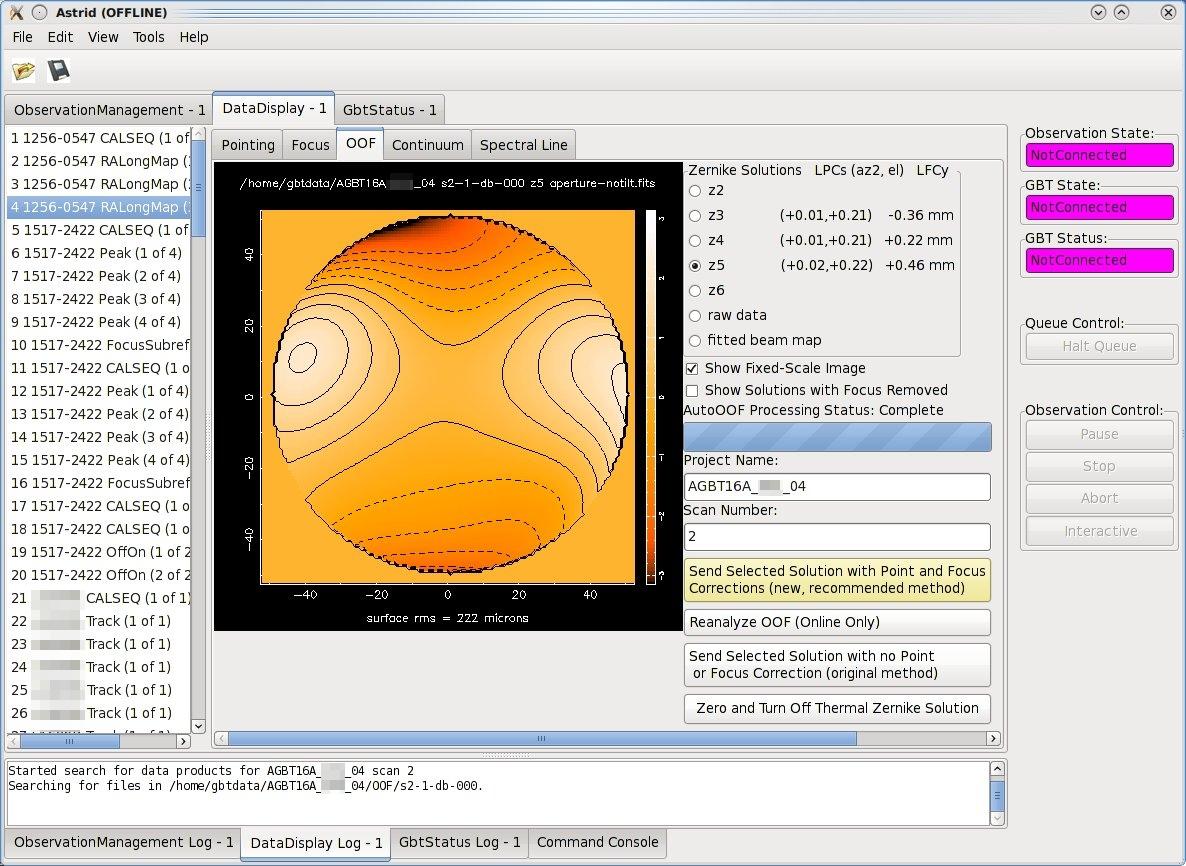 Astrid (OFFLINE)
File Edit View Tools Help
ObservationManagement - 1 DataDisplay - 1 GbtStatus - 1
1 1256-0547 CALSEQ (1 of
2 1256-0547 RALongMap (
3 1256-0547 RALongMap (
4 1256-0547 RALongMap (
5 1517-2422 CALSEQ (1 of
6 1517-2422 Peak (1 of 4)
7 1517-2422 Peak (2 of 4)
8 1517-2422 Peak (3 of 4)
9 1517-2422 Peak (4 of 4)
10 1517-2422 FocusSubref
11 1517-2422 CALSEQ (1 o
12 1517-2422 Peak (1 of 4)
13 1517-2422 Peak (2 of 4)
14 1517-2422 Peak (3 of 4)
15 1517-2422 Peak (4 of 4)
16 1517-2422 FocusSubref
17 1517-2422 CALSEQ (1 o
18 1517-2422 CALSEQ (1 o
19 1517-2422 OffOn (1 of 2
20 1517-2422 OffOn (2 of 2
21 CALSEQ (1 of 1)
22 Track (1 of 1)
23 Track (1 of 1)
24 Track (1 of 1)
25 Track (1 of 1)
26 Track (1 of 1)
Pointing Focus OOF Continuum Spectral Line
/home/gbtdata/AGBT16A _04 s2-1-db-000 z5 aperture-notilt.fits
40
20
0
−20
−40
−40 −20 0 20 40
3
2
1
0
−1
−2
−3
surface rms = 222 microns
Zernike Solutions LPCs (az2, el) LFCy
z2
z3 (+0.01,+0.21) -0.36 mm
z4 (+0.01,+0.21) +0.22 mm
z5 (+0.02,+0.22) +0.46 mm
z6
raw data
fitted beam map
Show Fixed-Scale Image
Show Solutions with Focus Removed
AutoOOF Processing Status: Complete
Project Name:
AGBT16A_ _04
Scan Number:
2
Send Selected Solution with Point and Focus
Corrections (new, recommended method)
Reanalyze OOF (Online Only)
Send Selected Solution with no Point
or Focus Correction (original method)
Zero and Turn Off Thermal Zernike Solution
Observation State:
NotConnected
GBT State:
NotConnected
GBT Status:
NotConnected
Queue Control:
Halt Queue
Observation Control:
Pause
Stop
Abort
Interactive
Started search for data products for AGBT16A_ _04 scan 2
Searching for files in /home/gbtdata/AGBT16A_ _04/OOF/s2-1-db-000.
ObservationManagement Log - 1 DataDisplay Log - 1 GbtStatus Log - 1 Command Console